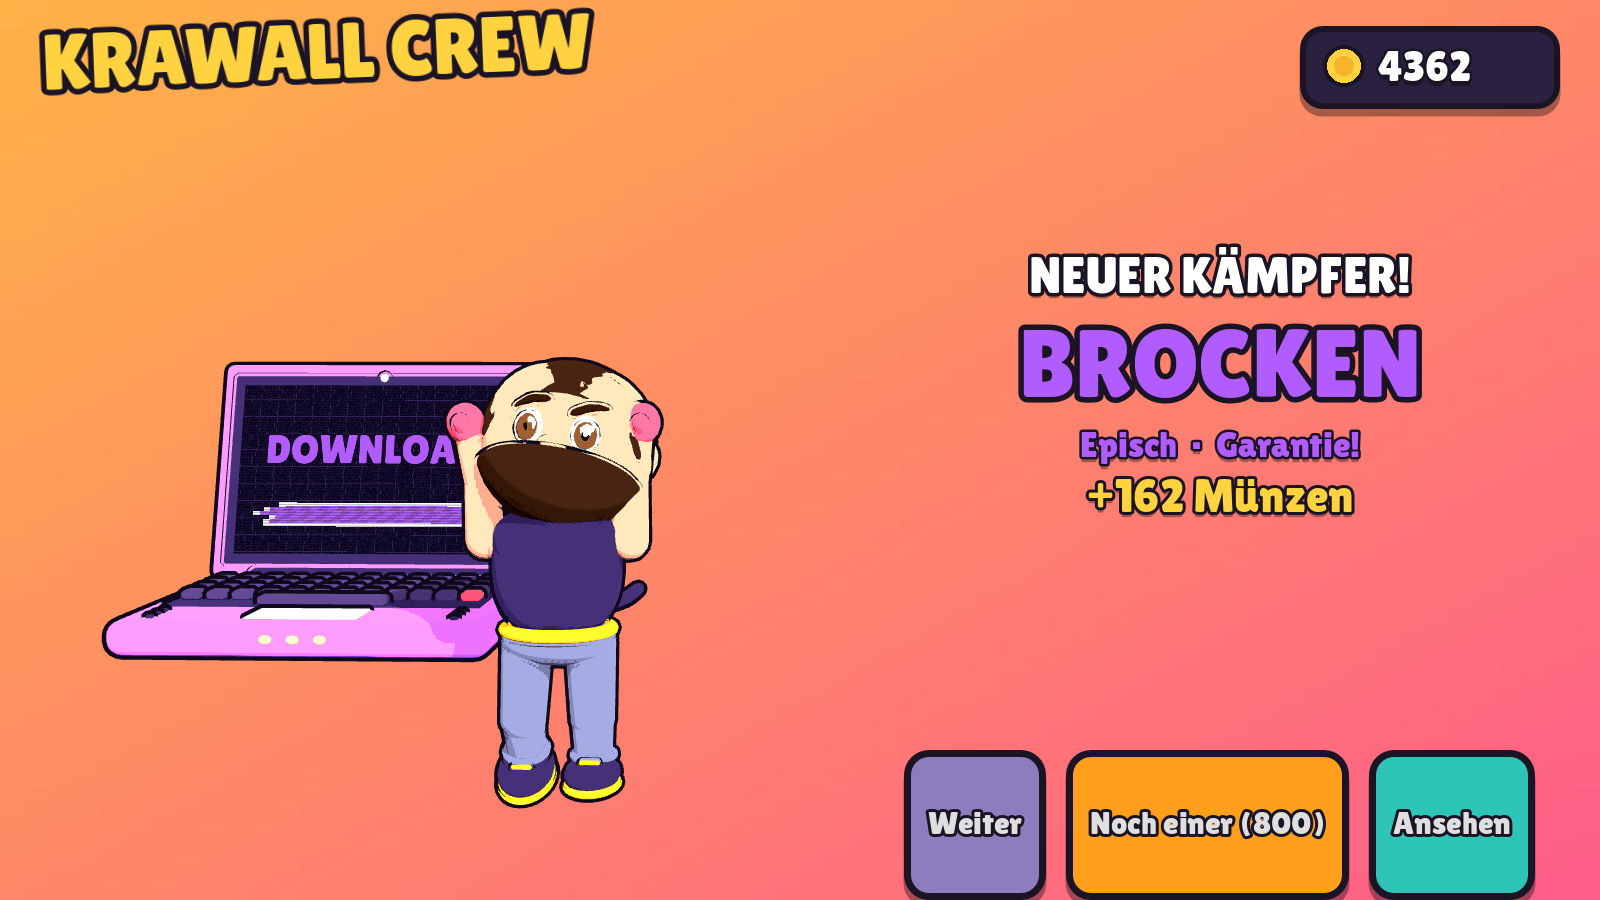 KRAWALL CREW
4362
NEUER KÄMPFER!
BROCKEN
Episch · Garantie!
+162 Münzen
DOWNLOA
Weiter
Noch einer (800)
Ansehen